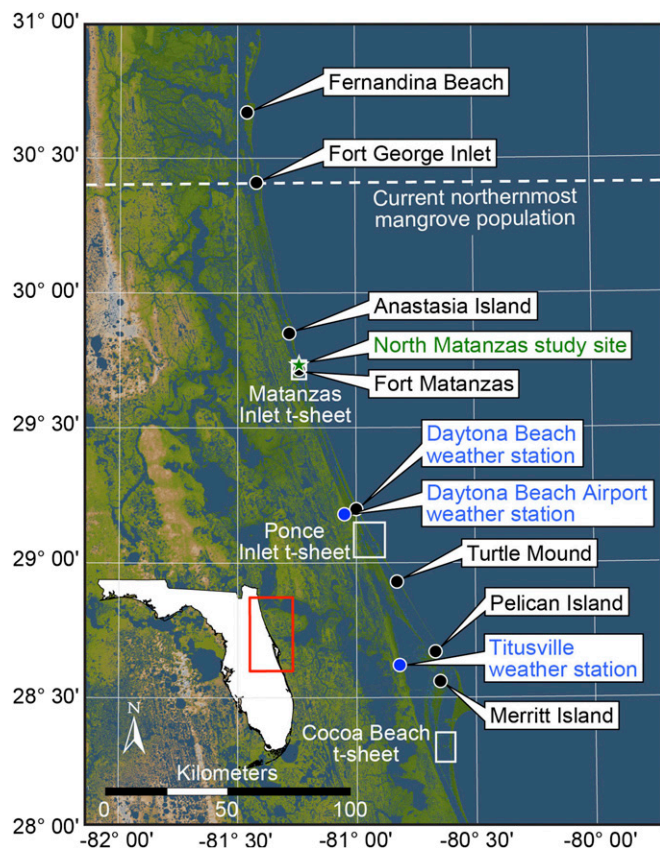 31° 00'
Fernandina Beach
30° 30'
Fort George Inlet
Current northernmost
mangrove population
30° 00'
Anastasia Island
North Matanzas study site
Fort Matanzas
Matanzas
Inlet t-sheet
29° 30'
Daytona Beach
weather station
Daytona Beach Airport
weather station
Ponce
Inlet t-sheet
29° 00'
Turtle Mound
Pelican Island
Titusville
weather station
28° 30'
Merritt Island
N
Cocoa Beach
t-sheet
Kilometers
0 50 100
28° 00'
-82° 00' -81° 30' -81° 00' -80° 30' -80° 00'